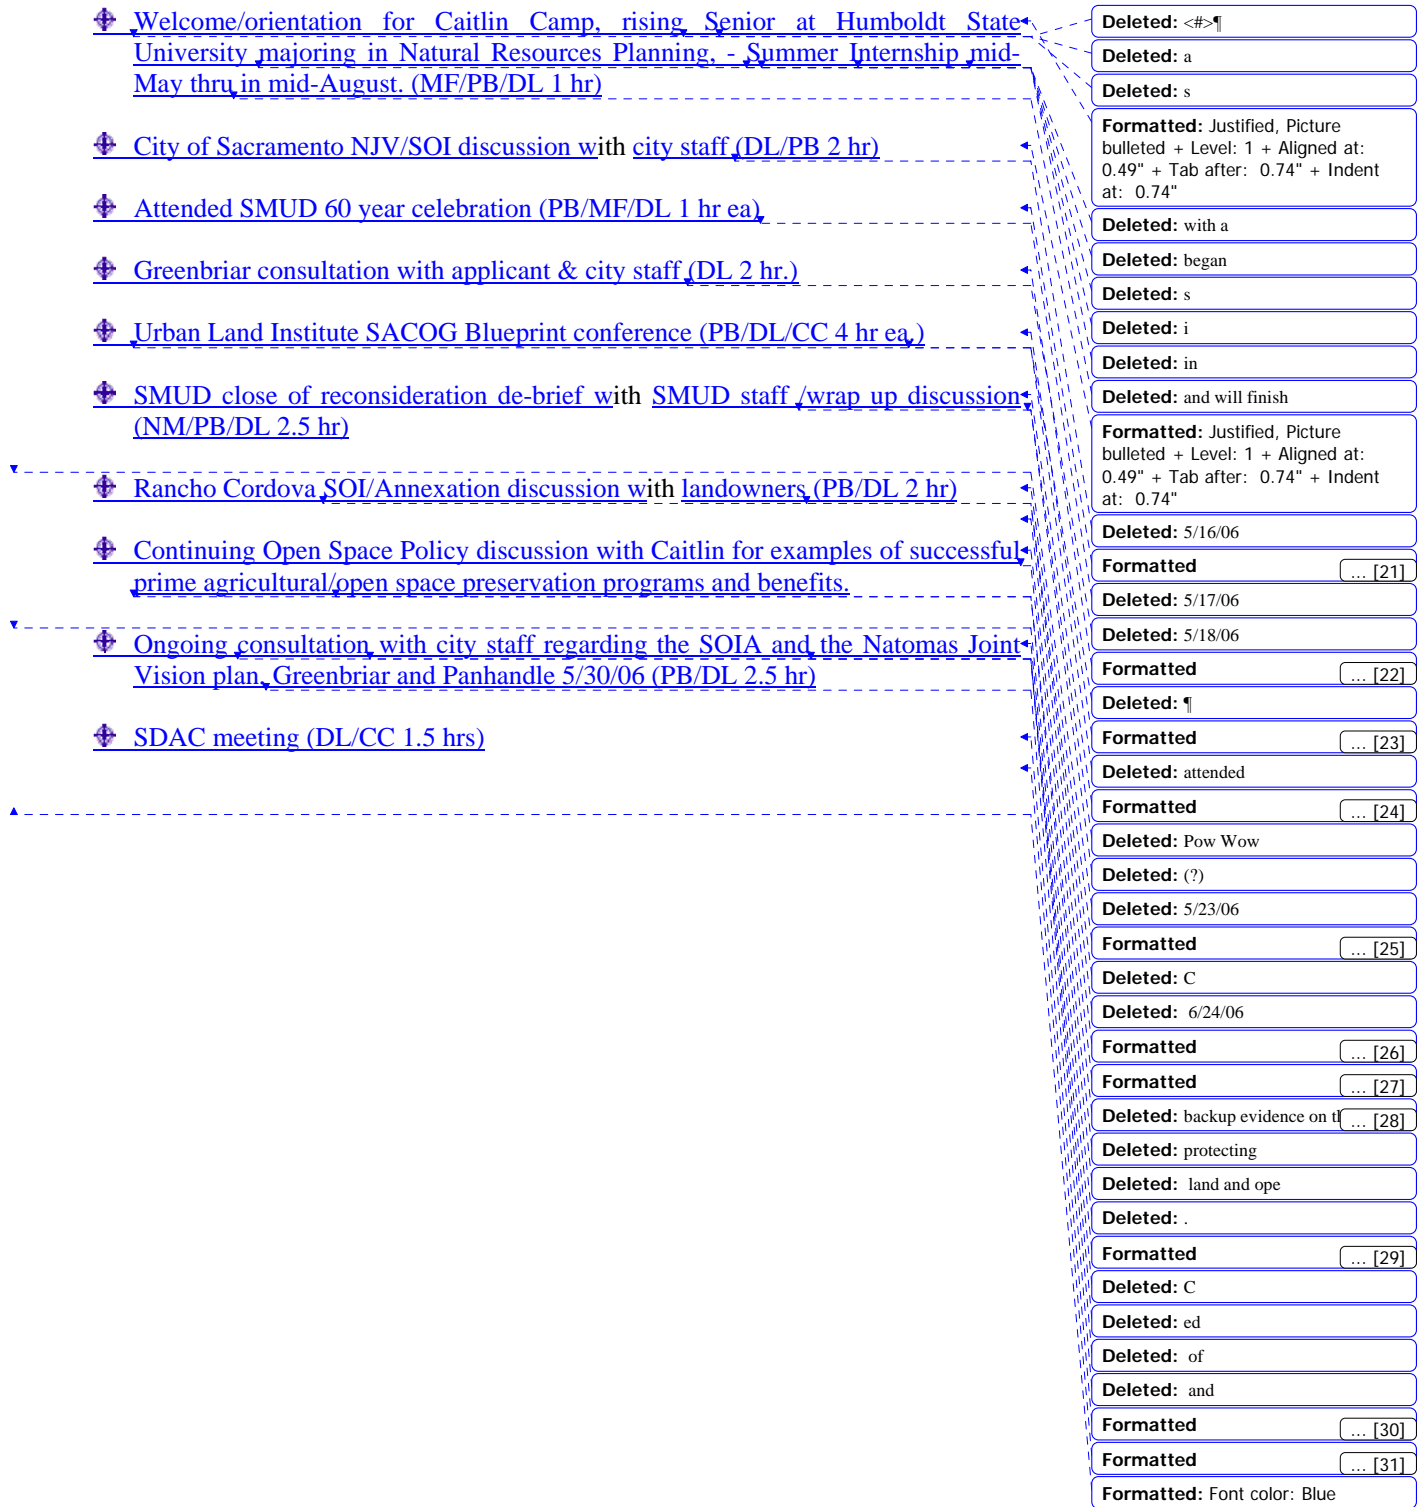 Welcome/orientation for Caitlin Camp, rising Senior at Humboldt State
University majoring in Natural Resources Planning, - Summer Internship mid-
May thru in mid-August. (MF/PB/DL 1 hr)
City of Sacramento NJV/SOI discussion with city staff (DL/PB 2 hr)
Attended SMUD 60 year celebration (PB/MF/DL 1 hr ea)
Greenbriar consultation with applicant & city staff (DL 2 hr.)
Urban Land Institute SACOG Blueprint conference (PB/DL/CC 4 hr ea.)
SMUD close of reconsideration de-brief with SMUD staff /wrap up discussion
(NM/PB/DL 2.5 hr)
Rancho Cordova SOI/Annexation discussion with landowners (PB/DL 2 hr)
Continuing Open Space Policy discussion with Caitlin for examples of successful
prime agricultural/open space preservation programs and benefits.
Ongoing consultation with city staff regarding the SOIA and the Natomas Joint
Vision plan, Greenbriar and Panhandle 5/30/06 (PB/DL 2.5 hr)
SDAC meeting (DL/CC 1.5 hrs)
Deleted: <#>¶
Deleted: a
Deleted: s
Formatted: Justified, Picture
bulleted + Level: 1 + Aligned at:
0.49" + Tab after: 0.74" + Indent
at: 0.74"
Deleted: with a
Deleted: began
Deleted: s
Deleted: i
Deleted: in
Deleted: and will finish
Formatted: Justified, Picture
bulleted + Level: 1 + Aligned at:
0.49" + Tab after: 0.74" + Indent
at: 0.74"
Deleted: 5/16/06
Formatted ... [21]
Deleted: 5/17/06
Deleted: 5/18/06
Formatted ... [22]
Deleted: ¶
Formatted ... [23]
Deleted: attended
Formatted ... [24]
Deleted: Pow Wow
Deleted: (?)
Deleted: 5/23/06
Formatted ... [25]
Deleted: C
Deleted: 6/24/06
Formatted ... [26]
Formatted ... [27]
Deleted: backup evidence on t ... [28]
Deleted: protecting
Deleted: land and ope
Deleted: .
Formatted ... [29]
Deleted: C
Deleted: ed
Deleted: of
Deleted: and
Formatted ... [30]
Formatted ... [31]
Formatted: Font color: Blue